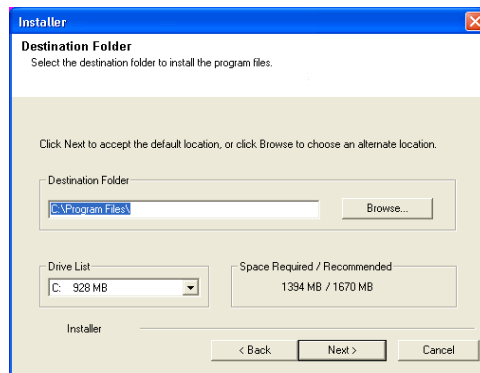 Installer
Destination Folder
Select the destination folder to install the program files.
Click Next to accept the default location, or click Browse to choose an alternate location.
Destination Folder
C:\Program Files\
Browse...
Drive List
C: 928 MB
Space Required / Recommended
1394 MB / 1670 MB
Installer
< Back
Next >
Cancel